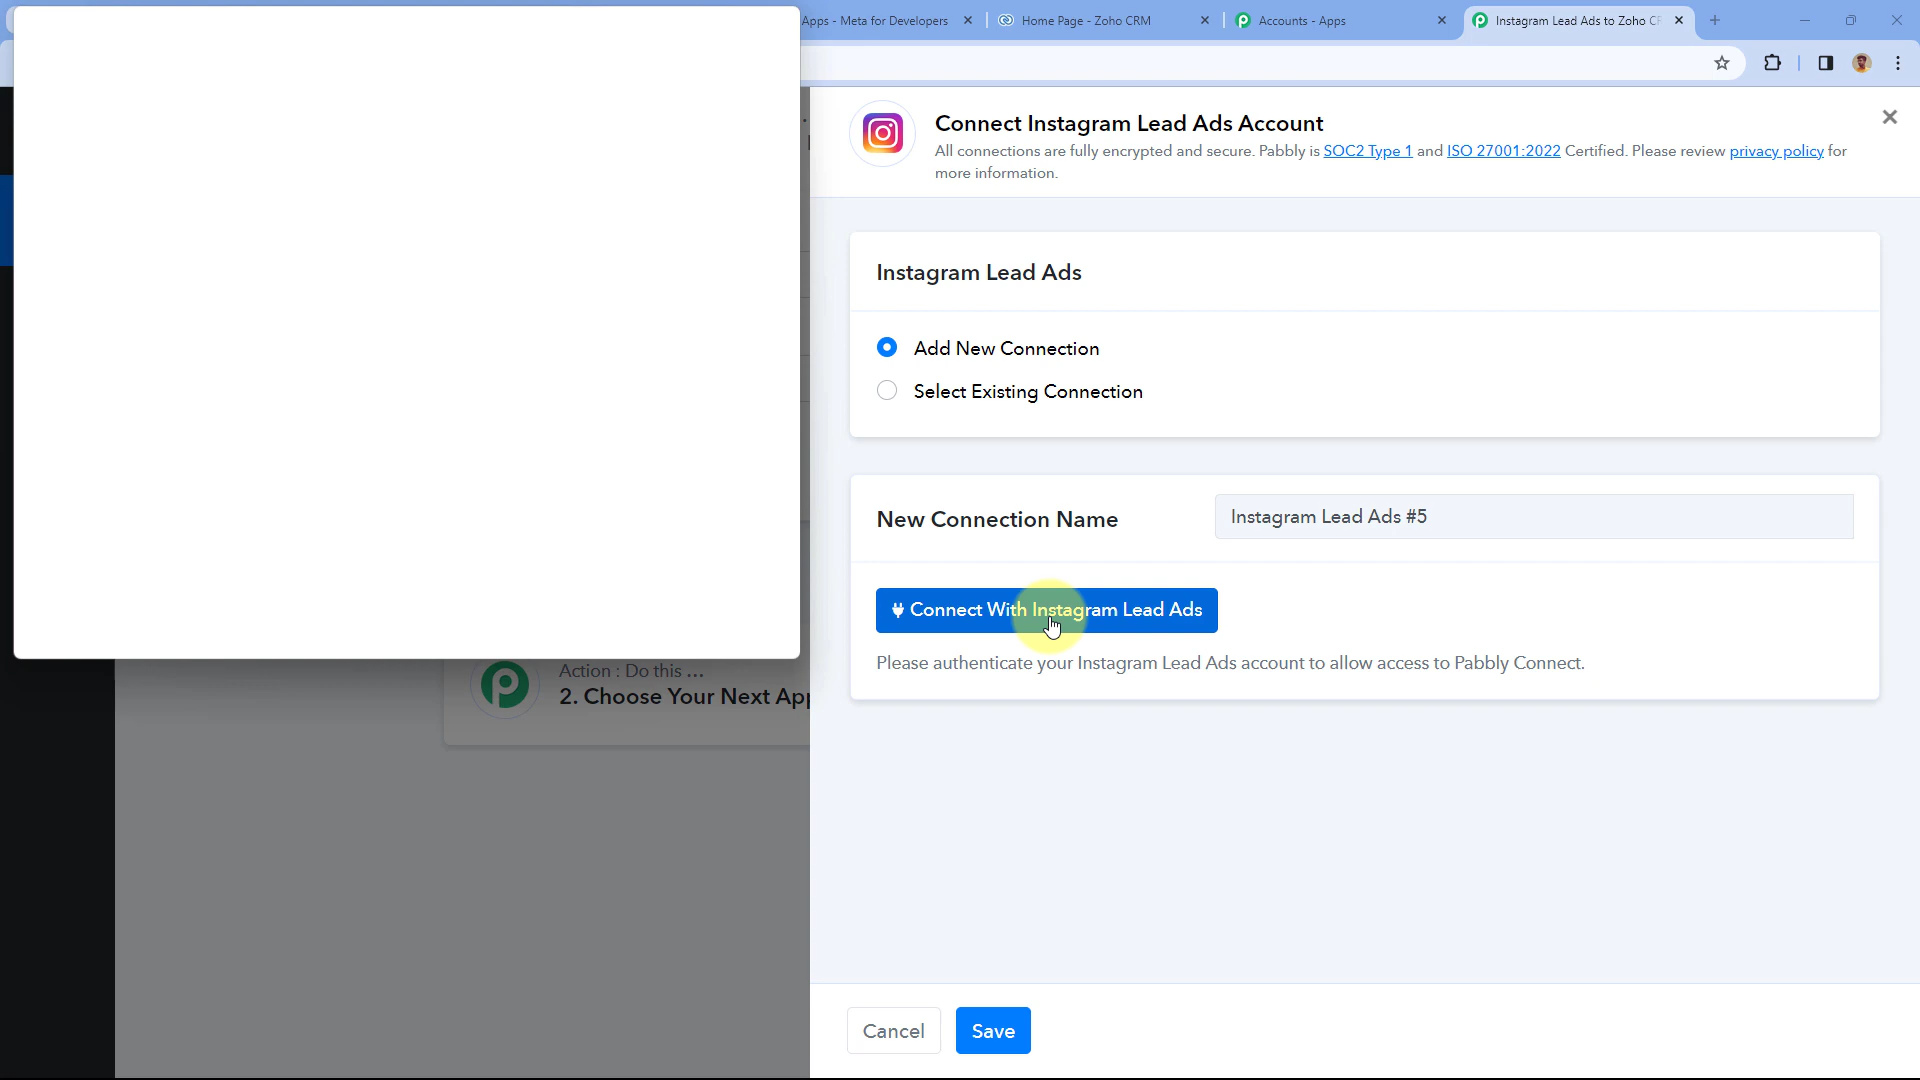 Apps - Meta for Developers
Home Page - Zoho CRM
Accounts - Apps
Instagram Lead Ads to Zoho
Connect Instagram Lead Ads Account
All connections are fully encrypted and secure. Pabbly is SOC2 Type 1 and ISO 27001:2022 Certified. Please review privacy policy for
more information.
Instagram Lead Ads
Add New Connection
Select Existing Connection
New Connection Name
Instagram Lead Ads #5
Connect With Instagram Lead Ads
Please authenticate your Instagram Lead Ads account to allow access to Pabbly Connect.
Action : Do this ...
2. Choose Your Next App
Cancel
Save